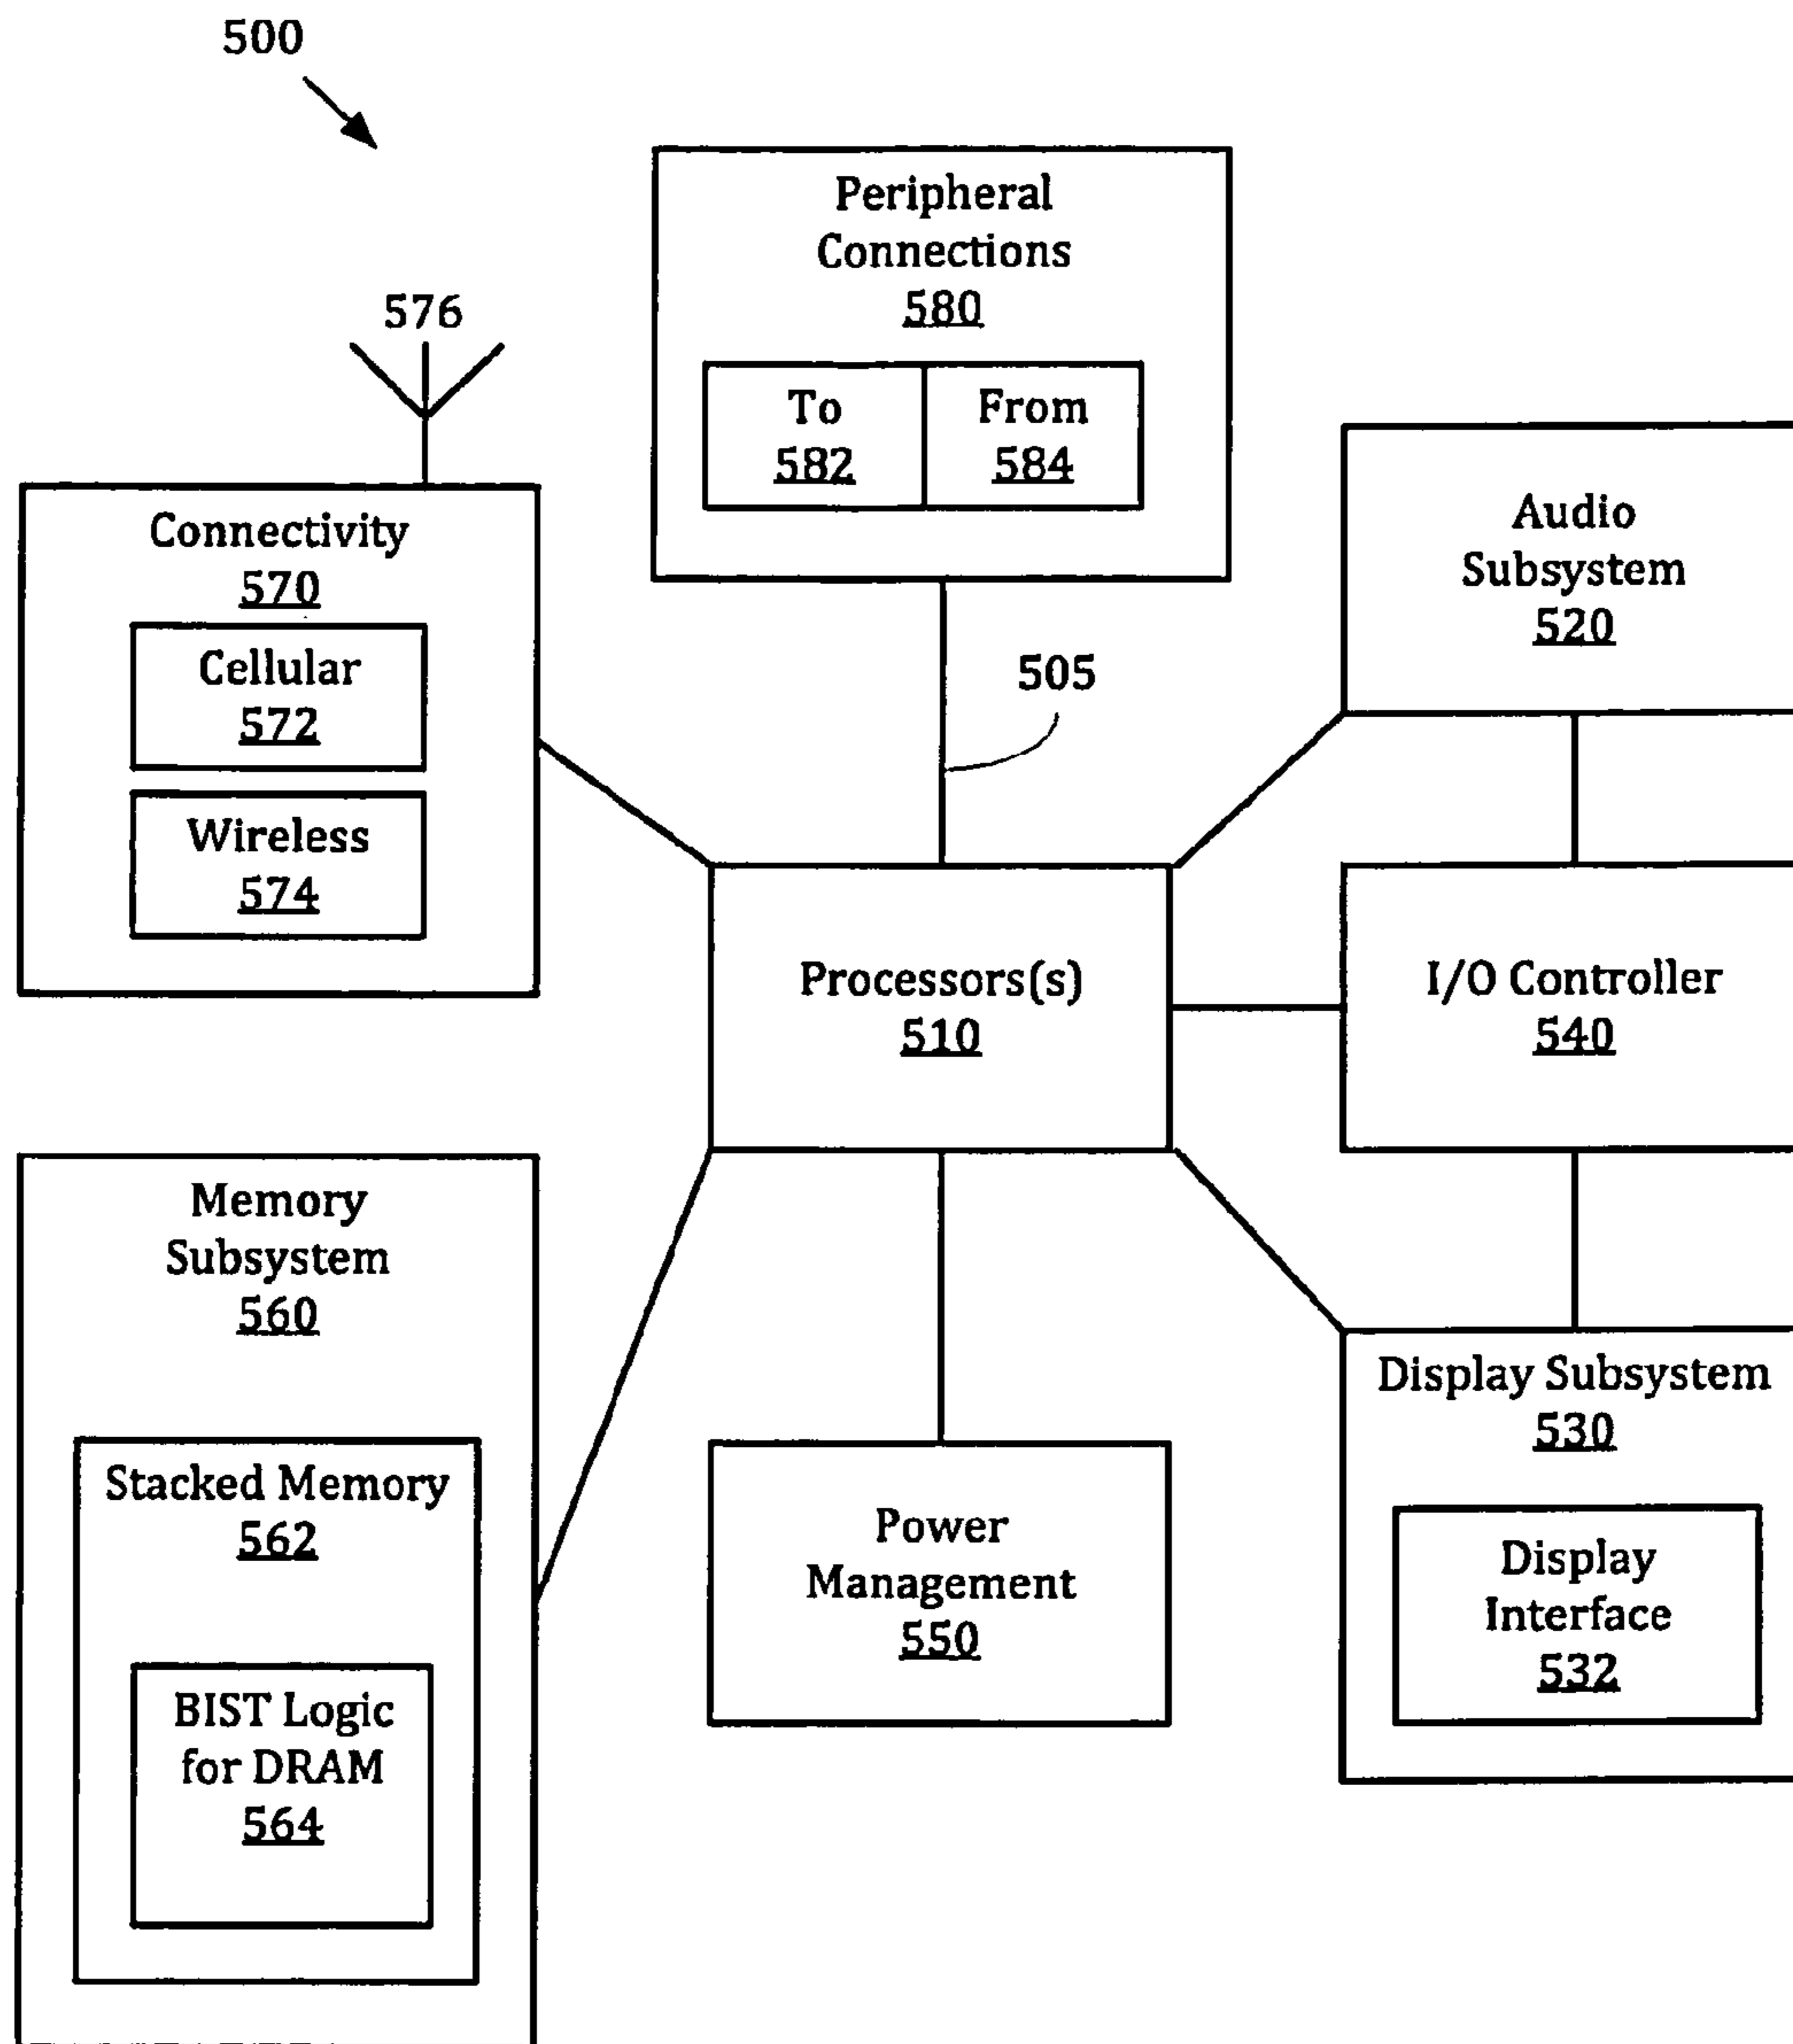 500
Peripheral
Connections
580
To
582
From
584
576
Connectivity
570
Cellular
572
Wireless
574
505
Audio
Subsystem
520
Processors(s)
510
I/O Controller
540
Memory
Subsystem
560
Stacked Memory
562
BIST Logic
for DRAM
564
Power
Management
550
Display Subsystem
530
Display
Interface
532